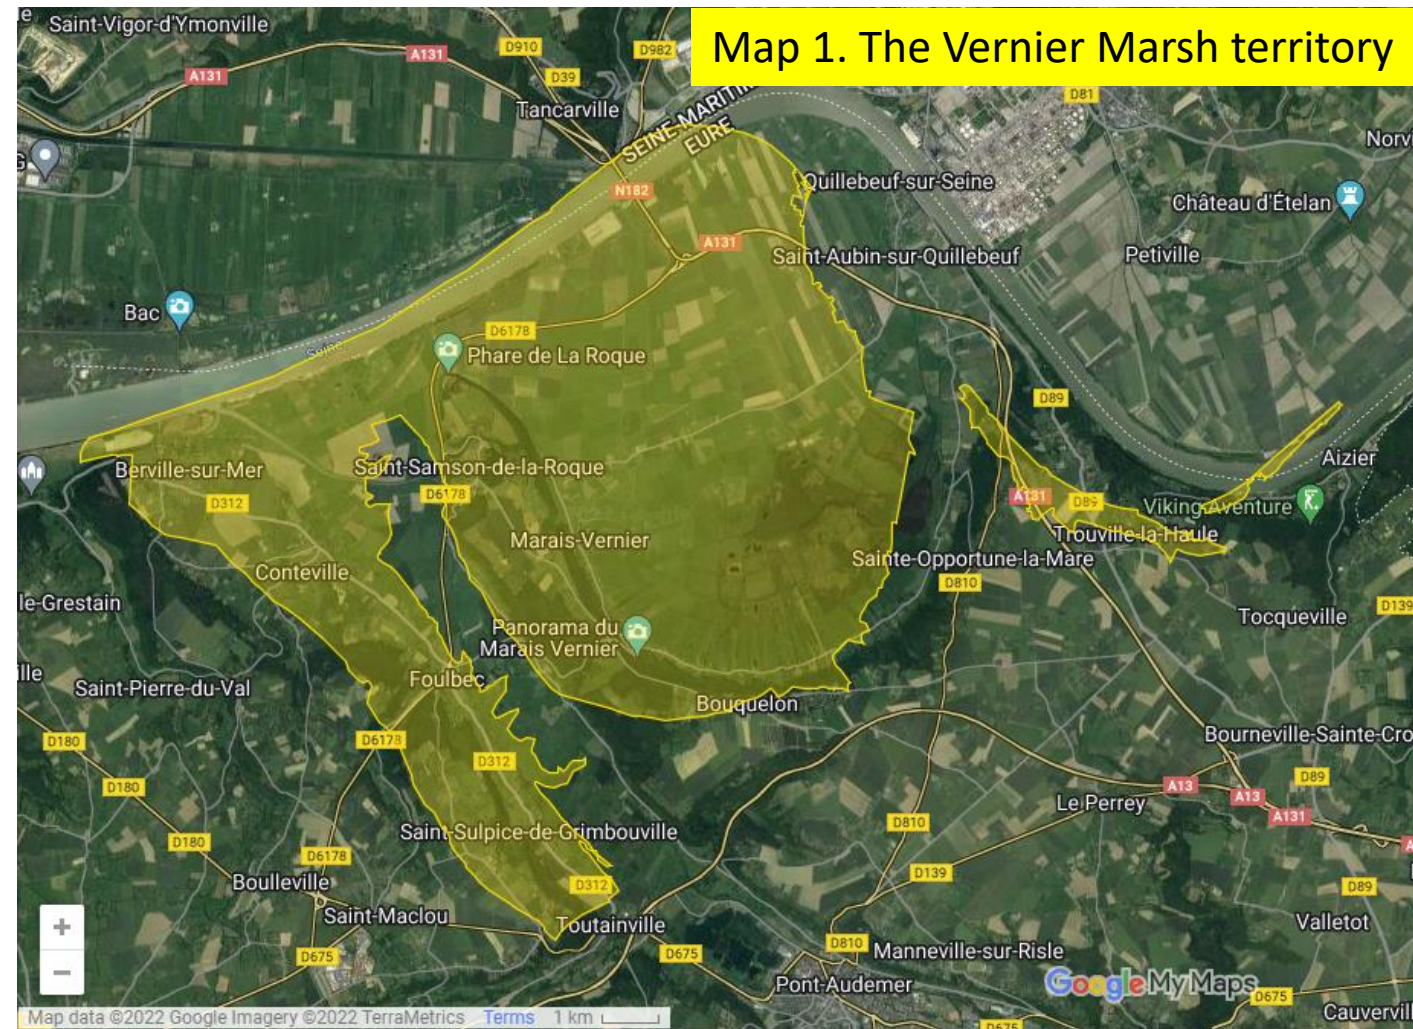 Map 1. The Vernier Marsh territory
Saint-Vigor-d'Ymonville
A131
D910
D982
A131
D39
Tancarville
D81
SEINE-MARITIM
EURE
Norvi
G
Quillebeuf-sur-Seine
N182
Château d'Ételan
A131
Saint-Aubin-sur-Quillebeuf
Petiville
Bac
D6178
Seine
Phare de La Roque
D89
Aizier
Berville-sur-Mer
Saint-Samson-de-la-Roque
D6178
D312
A131
D89
Viking Aventure
Marais-Vernier
Trouville-la-Haule
Sainte-Opportune-la-Mare
Conteville
D810
le-Grestain
D139
Tocqueville
Panorama du
Marais Vernier
ille
Foulbec
Saint-Pierre-du-Val
Bouquelon
D180
D6178
Bourneville-Sainte-Cro
D312
D89
D180
A13
A13
Le Perrey
A131
D810
Saint-Sulpice-de-Grimbouville
D180
D6178
D139
Boulleville
D312
D89
Saint-Maclou
Toutainville
Valletot
D810
Manneville-sur-Risle
D675
D675
Pont-Audemer
Google My Maps
D675
Cauvervill
D675
+
−
Map data ©2022 Google Imagery ©2022 TerraMetrics Terms 1 km